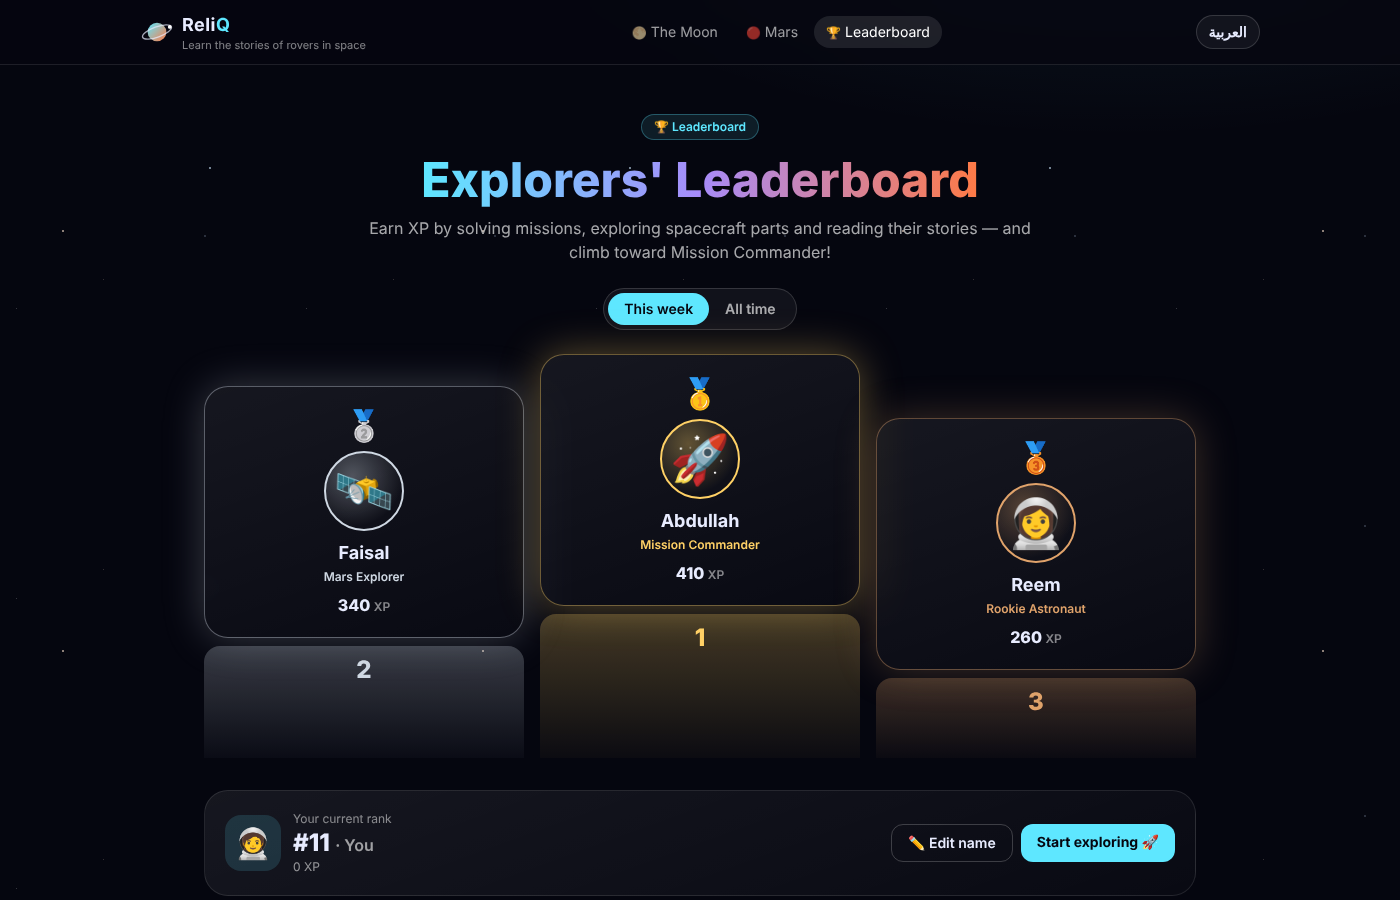 ReliQ
Learn the stories of rovers in space
The Moon
Mars
Leaderboard
العربية
Leaderboard
Explorers' Leaderboard
Earn XP by solving missions, exploring spacecraft parts and reading their stories — and
climb toward Mission Commander!
This week
All time
2
Faisal
Mars Explorer
340 XP
2
1
Abdullah
Mission Commander
410 XP
1
3
Reem
Rookie Astronaut
260 XP
3
Your current rank
#11 · You
0 XP
Edit name
Start exploring